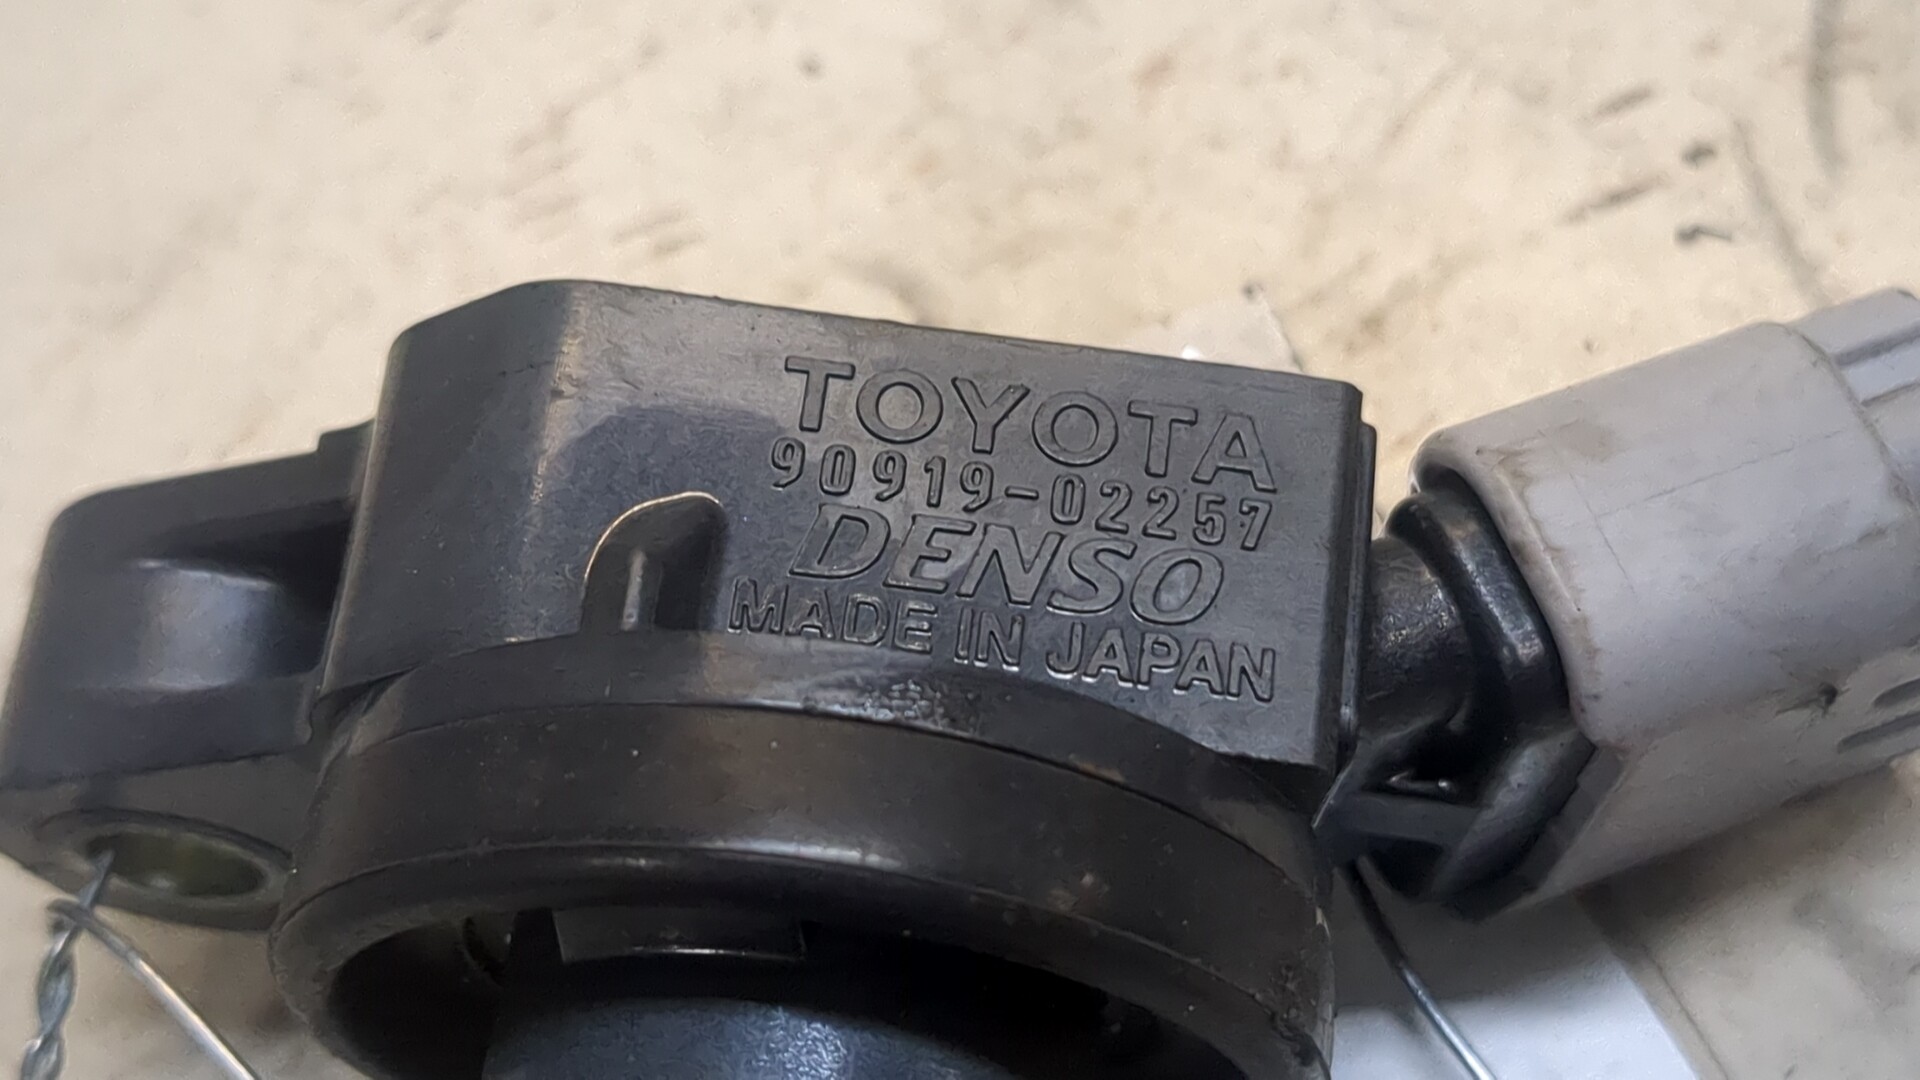 TOYOTA
90919-02257
DENSO
MADE IN JAPAN